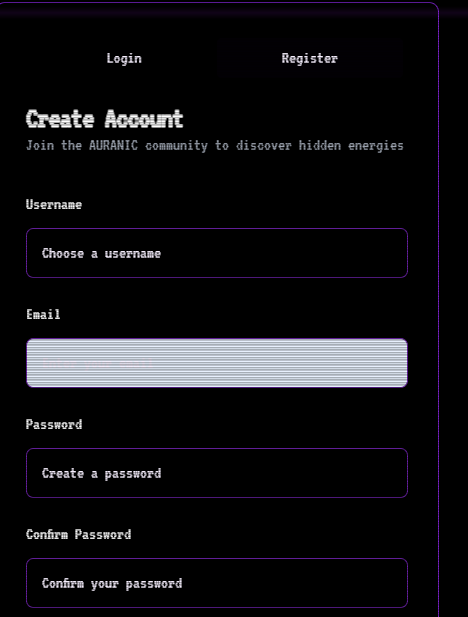 Login
Register
Create Account
Join the AURANIC community to discover hidden energies
Username
Choose a username
Email
Password
Create a password
Confirm Password
Confirm your password